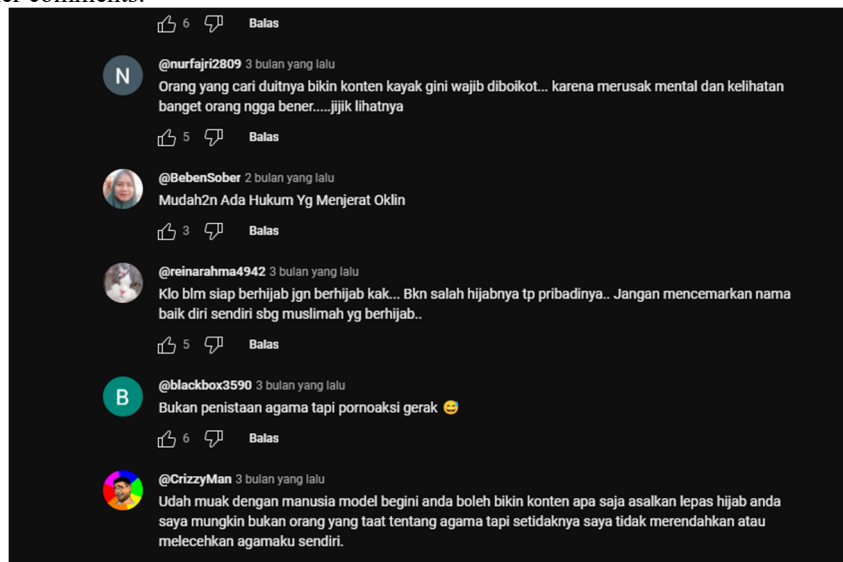 6 Balas
N
@nurfajri2809 3 bulan yang lalu
Orang yang cari duitnya bikin konten kayak gini wajib diboikot... karena merusak mental dan kelihatan
banget orang ngga bener.....jijik lihatnya
5 Balas
@BebenSober 2 bulan yang lalu
Mudah2n Ada Hukum Yg Menjerat Oklin
3 Balas
@reinarahma4942 3 bulan yang lalu
Klo blm siap berhijab jgn berhijab kak... Bkn salah hijabnya tp pribadinya.. Jangan mencemarkan nama
baik diri sendiri sbg muslimah yg berhijab..
5 Balas
B
@blackbox3590 3 bulan yang lalu
Bukan penistaan agama tapi pornoaksi gerak 😅
6 Balas
@CrizzyMan 3 bulan yang lalu
Udah muak dengan manusia model begini anda boleh bikin konten apa saja asalkan lepas hijab anda
saya mungkin bukan orang yang taat tentang agama tapi setidaknya saya tidak merendahkan atau
melecehkan agamaku sendiri.